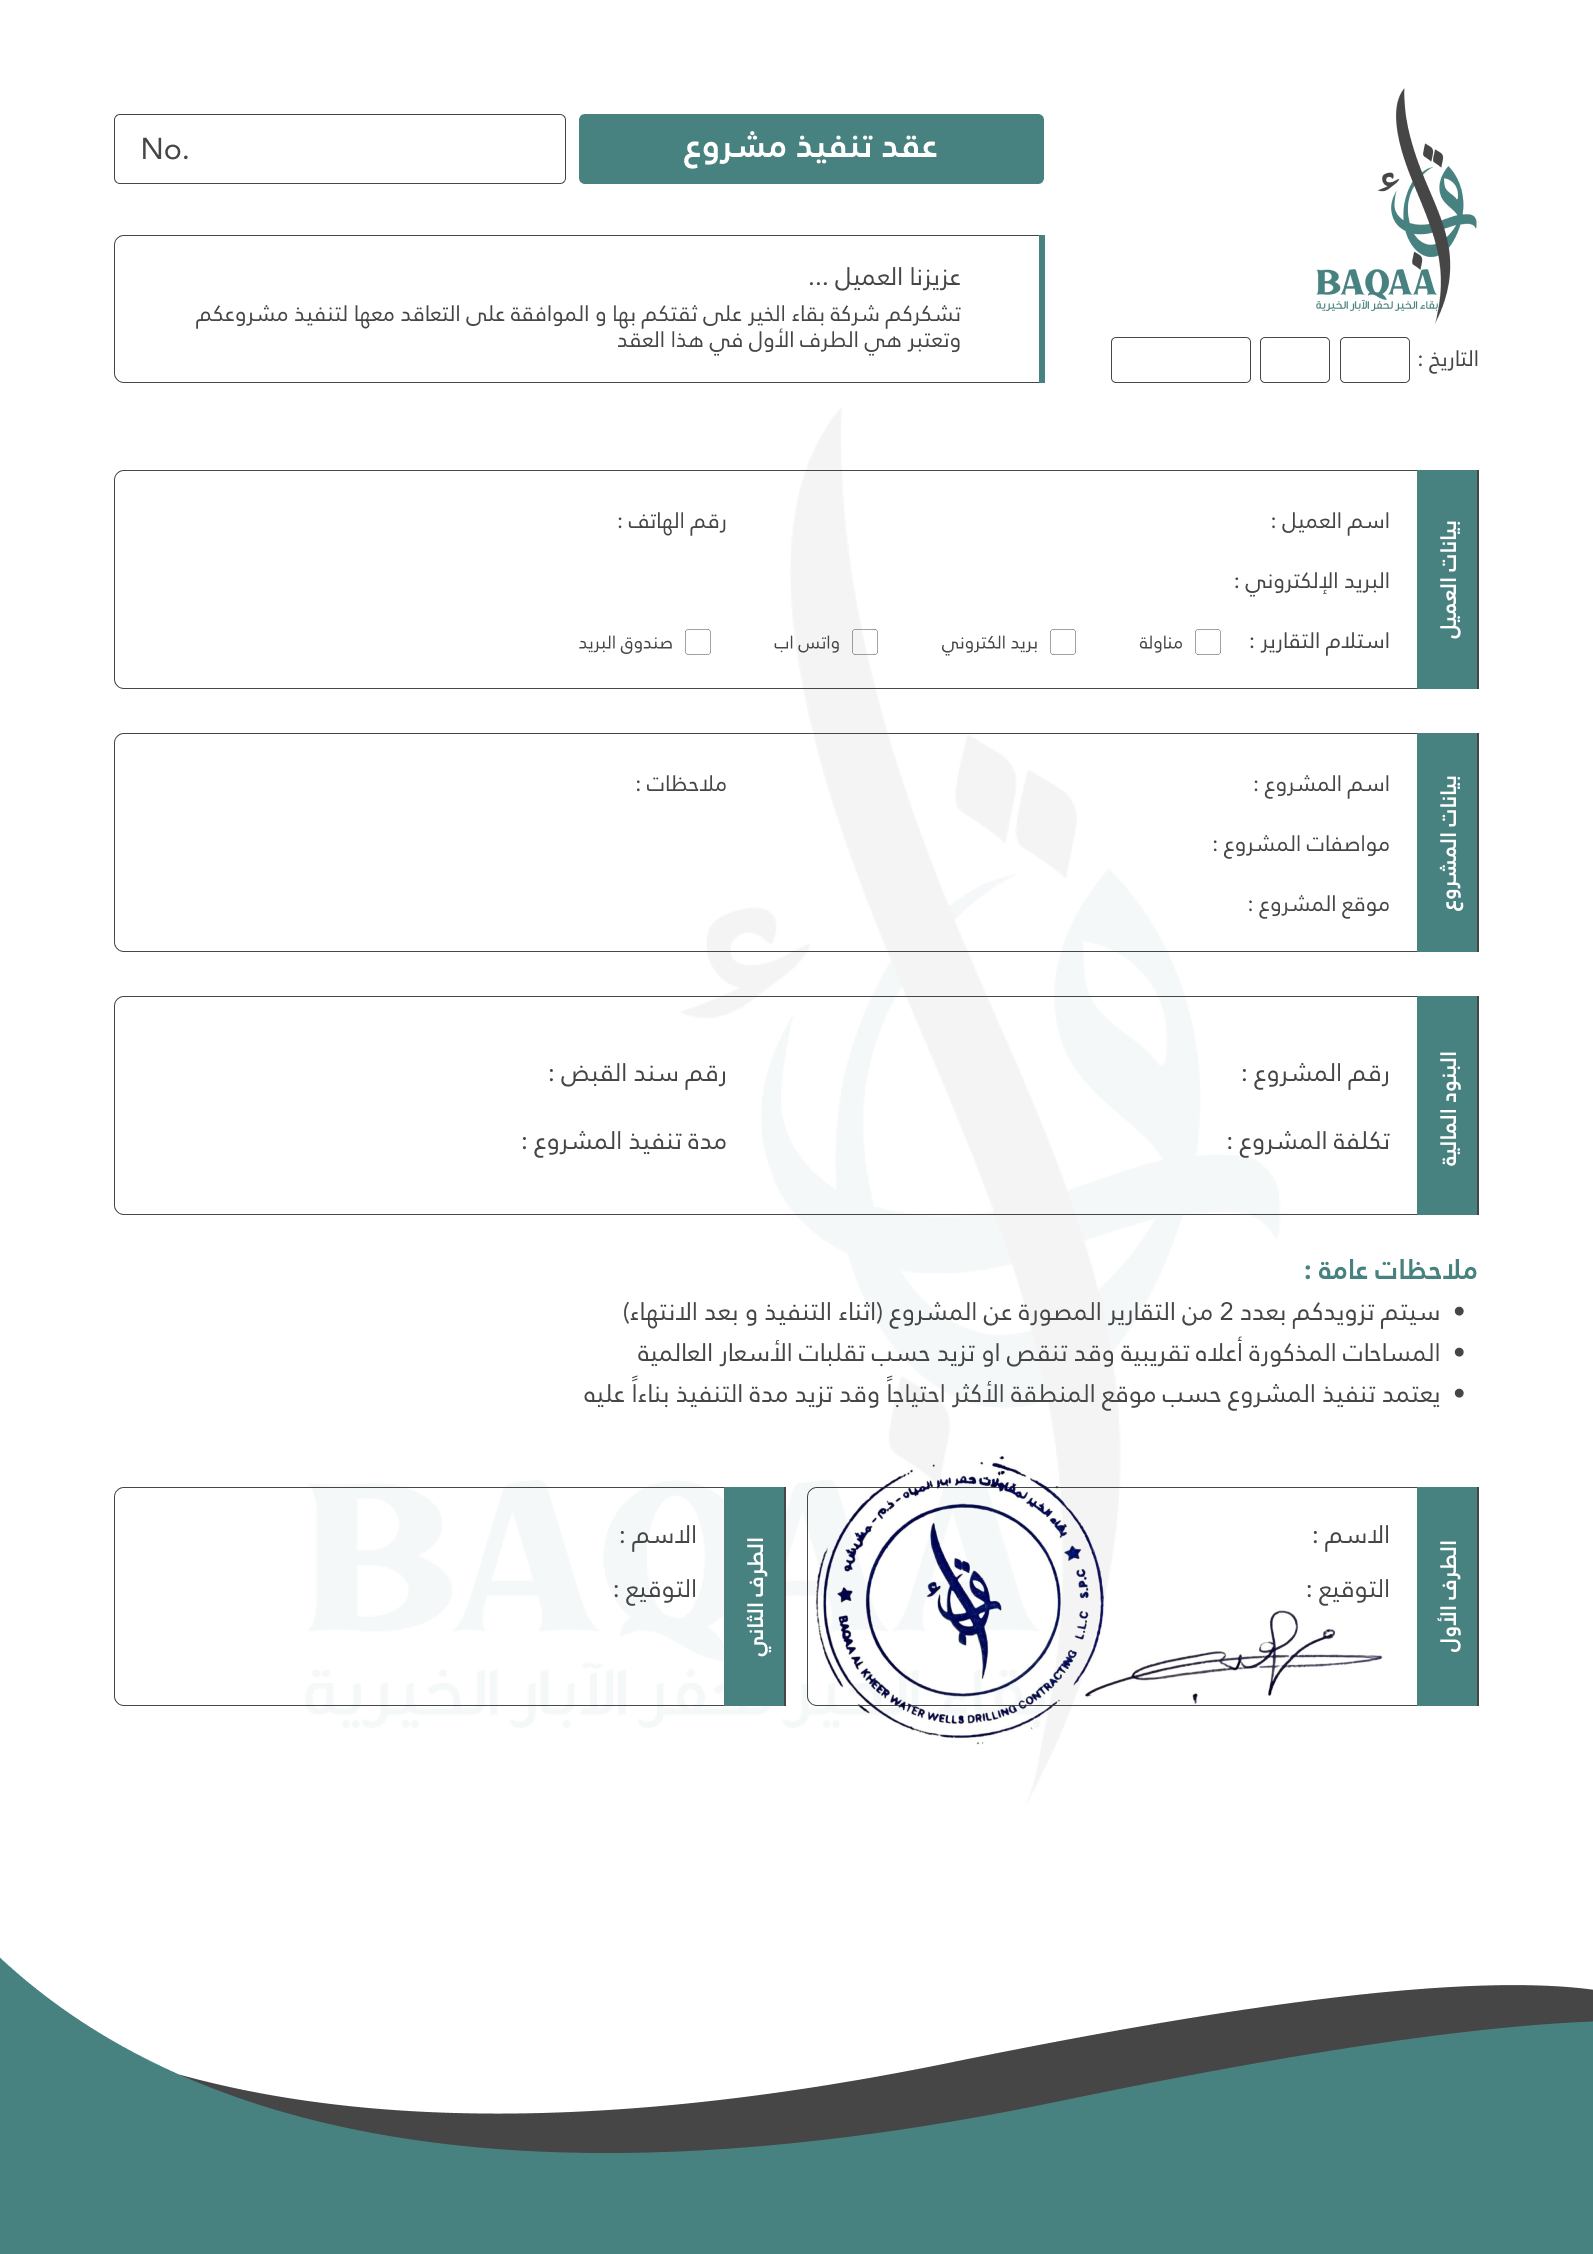 BAQAA
بقاء الخير لحفر الآبار الخيرية
عقد تنفيذ مشروع
No.
التاريخ :
عزيزنا العميل ...
تشكركم شركة بقاء الخير على ثقتكم بها و الموافقة على التعاقد معها لتنفيذ مشروعكم
وتعتبر هي الطرف الأول في هذا العقد
بيانات العميل
اسم العميل : رقم الهاتف :
البريد الإلكتروني :
استلام التقارير : مناولة بريد الكتروني واتس اب صندوق البريد
بيانات المشروع
اسم المشروع : ملاحظات :
مواصفات المشروع :
موقع المشروع :
البنود المالية
رقم المشروع : رقم سند القبض :
تكلفة المشروع : مدة تنفيذ المشروع :
ملاحظات عامة :
• سيتم تزويدكم بعدد 2 من التقارير المصورة عن المشروع (اثناء التنفيذ و بعد الانتهاء)
• المساحات المذكورة أعلاه تقريبية وقد تنقص او تزيد حسب تقلبات الأسعار العالمية
• يعتمد تنفيذ المشروع حسب موقع المنطقة الأكثر احتياجاً وقد تزيد مدة التنفيذ بناءاً عليه
الطرف الأول
الاسم :
التوقيع :
بقاء الخير لمقاولات حفر ابار المياه - ذ.م.م - ش.ش.و
BAQAA AL KHEER WATER WELLS DRILLING CONTRACTING L.L.C S.P.C
الطرف الثاني
الاسم :
التوقيع :